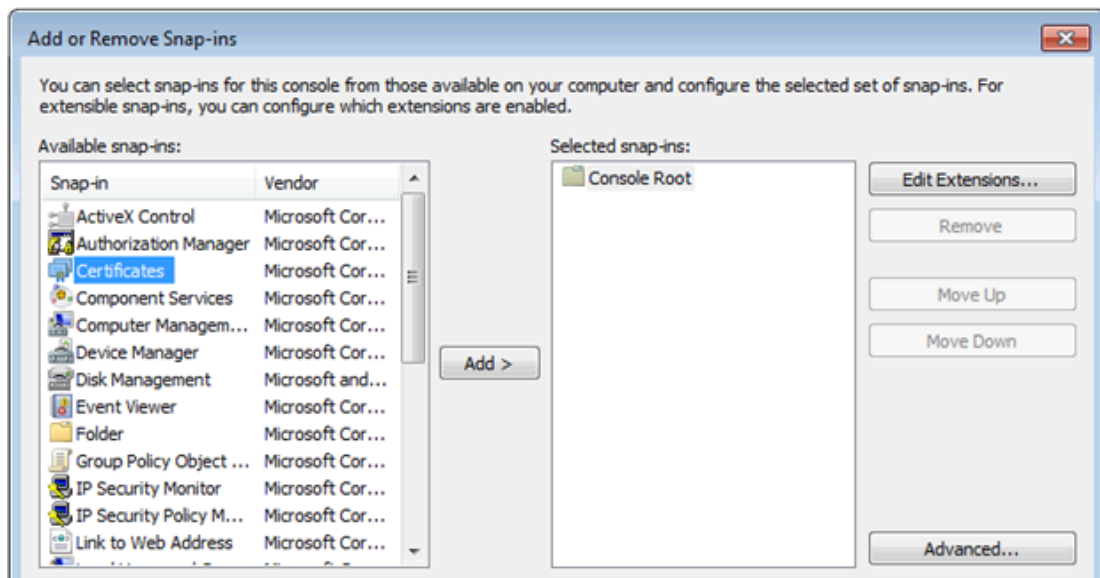 Add or Remove Snap-ins
You can select snap-ins for this console from those available on your computer and configure the selected set of snap-ins. For
extensible snap-ins, you can configure which extensions are enabled.
Available snap-ins:
Selected snap-ins:
Snap-in Vendor
Console Root
Edit Extensions...
ActiveX Control Microsoft Cor...
Remove
Authorization Manager Microsoft Cor...
Certificates Microsoft Cor...
Component Services Microsoft Cor...
Move Up
Computer Managem... Microsoft Cor...
Move Down
Device Manager Microsoft Cor...
Add >
Disk Management Microsoft and...
Event Viewer Microsoft Cor...
Folder Microsoft Cor...
Group Policy Object ... Microsoft Cor...
IP Security Monitor Microsoft Cor...
IP Security Policy M... Microsoft Cor...
Link to Web Address Microsoft Cor...
Advanced...